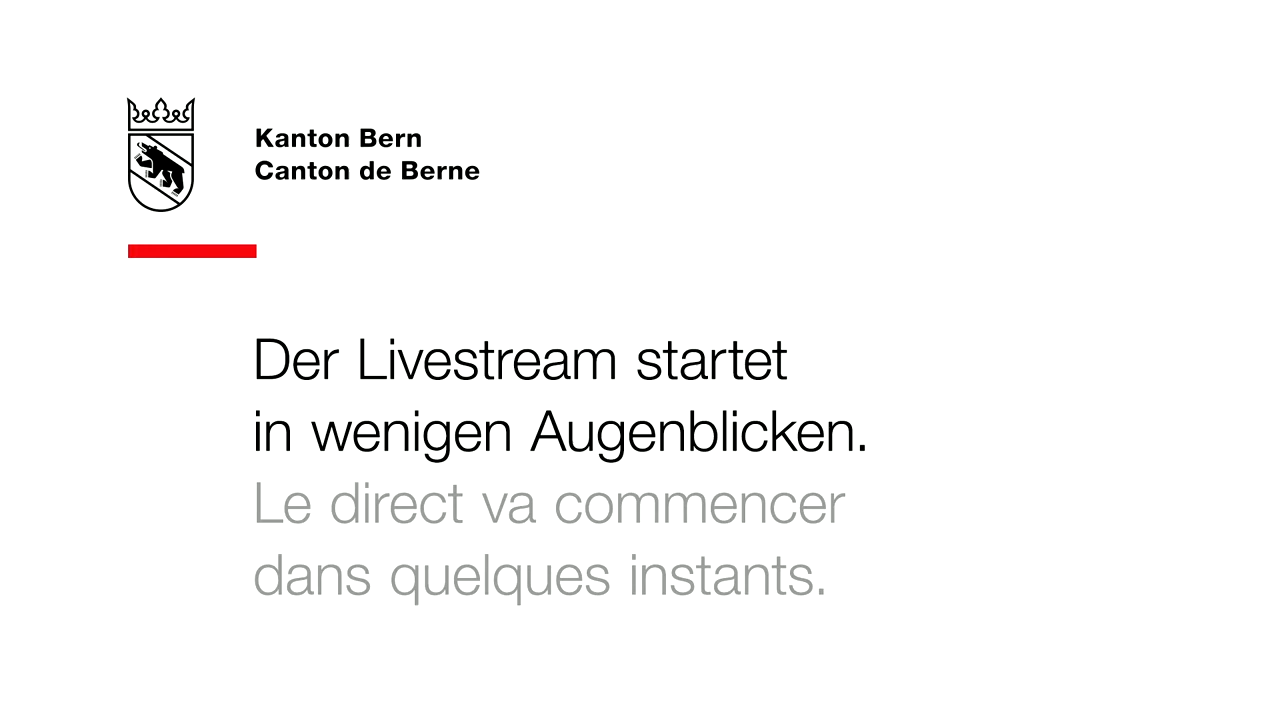 Kanton Bern
Canton de Berne
Der Livestream startet
in wenigen Augenblicken.
Le direct va commencer
dans quelques instants.